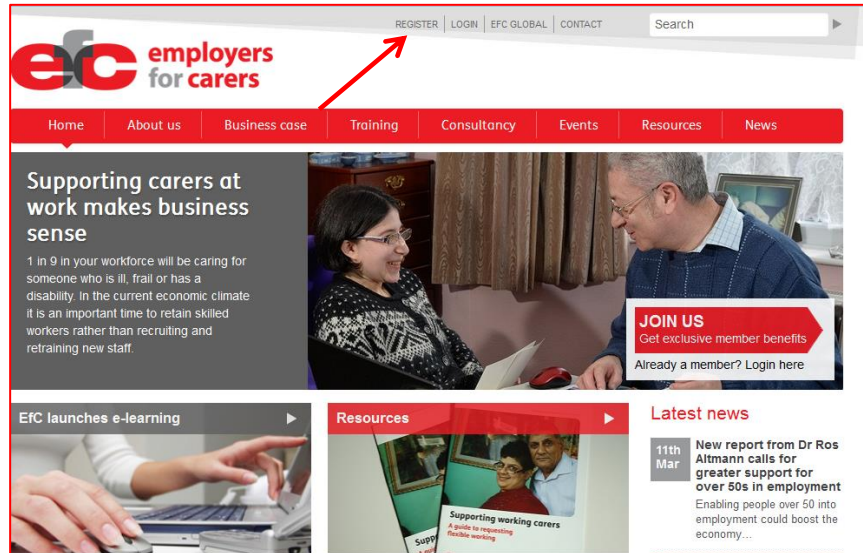 REGISTER LOGIN EFC GLOBAL CONTACT Search
efc employers
for carers
Home About us Business case Training Consultancy Events Resources News
Supporting carers at
work makes business
sense
1 in 9 in your workforce will be caring for
someone who is ill, frail or has a
disability. In the current economic climate
it is an important time to retain skilled
workers rather than recruiting and
retraining new staff.
JOIN US
Get exclusive member benefits
Already a member? Login here
EfC launches e-learning
Resources
Supporting working carers
A guide to requesting
flexible working
Supp
Latest news
11th
Mar
New report from Dr Ros
Altmann calls for
greater support for
over 50s in employment
Enabling people over 50 into
employment could boost the
economy...